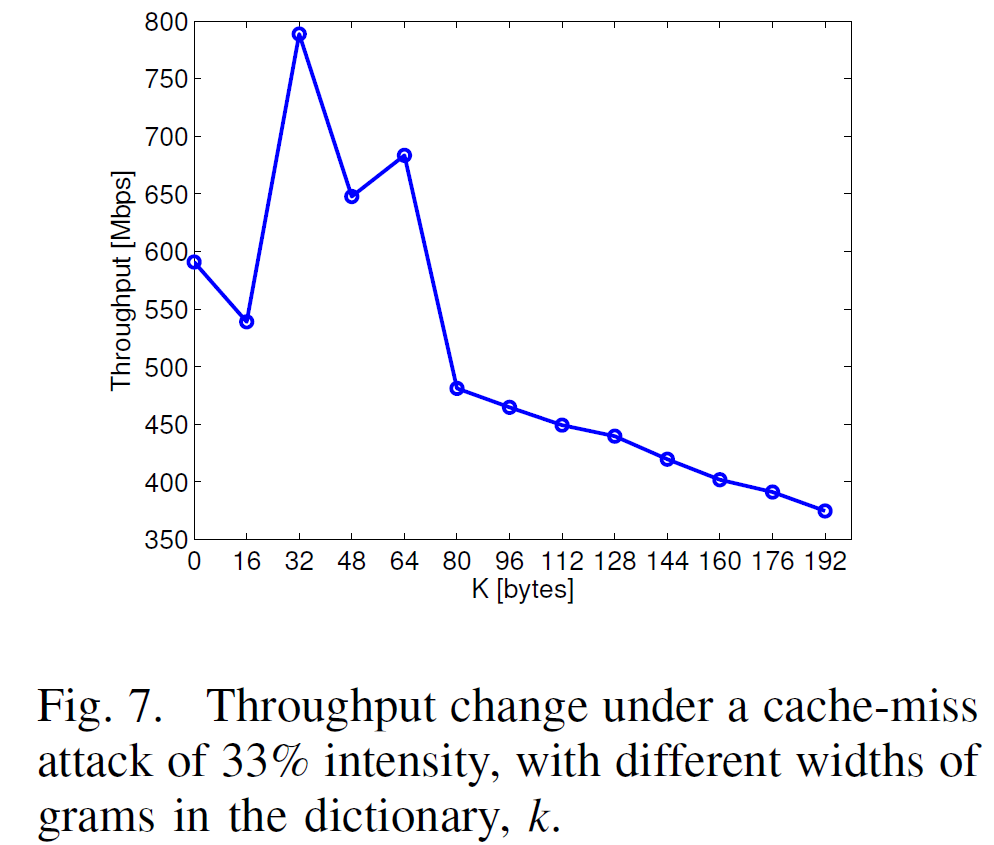 800
750
700
650
600
550
500
450
400
350
Throughput [Mbps]
0 16 32 48 64 80 96 112 128 144 160 176 192
K [bytes]
Fig. 7. Throughput change under a cache-miss
attack of 33% intensity, with different widths of
grams in the dictionary, k.